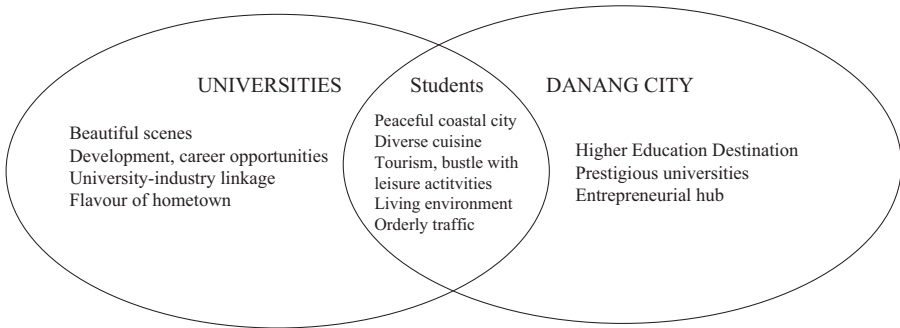 UNIVERSITIES
Beautiful scenes
Development, career opportunities
University-industry linkage
Flavour of hometown
Students
Peaceful coastal city
Diverse cuisine
Tourism, bustle with
leisure actitvities
Living environment
Orderly traffic
DANANG CITY
Higher Education Destination
Prestigious universities
Entrepreneurial hub